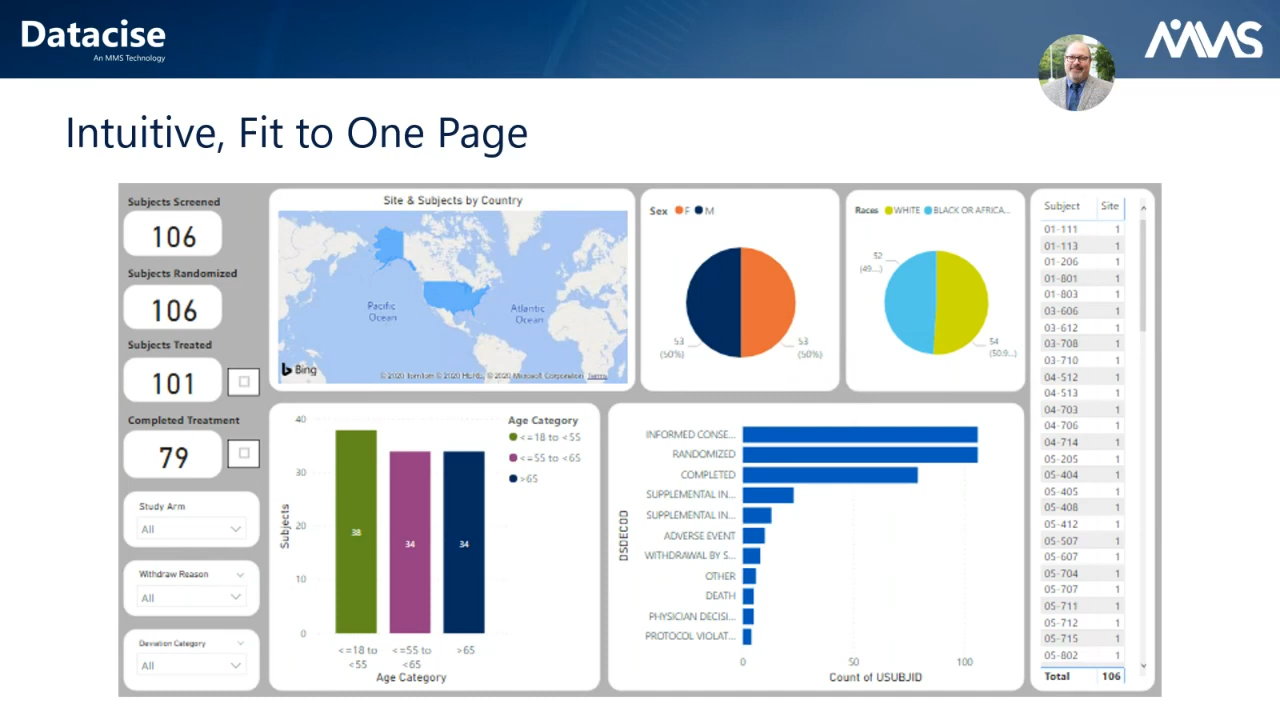 Datacise
An MMS Technology
MMS
Intuitive, Fit to One Page
Subjects Screened
106
Subjects Randomized
106
Subjects Treated
101
Completed Treatment
79
Study Arm
All
Withdraw Reason
All
Deviation Category
All
Site & Subjects by Country
Pacific
Ocean
Atlantic
Ocean
Bing
© 2020 TomTom © 2020 HERE, © 2020 Microsoft Corporation Terms
Sex F M
53
(50%)
53
(50%)
Races WHITE BLACK OR AFRICA...
52
(49....)
54
(50.9...)
Subject Site
01-111 1
01-113 1
01-206 1
01-801 1
01-803 1
03-606 1
03-612 1
03-708 1
03-710 1
04-512 1
04-513 1
04-703 1
04-706 1
04-714 1
05-205 1
05-404 1
05-405 1
05-408 1
05-412 1
05-507 1
05-607 1
05-704 1
05-707 1
05-711 1
05-712 1
05-715 1
05-802 1
Total 106
Subjects
40
30
20
10
0
38
34
34
<=18 to
<55
<=55 to
<65
>65
Age Category
Age Category
<=18 to <55
<=55 to <65
>65
DSDECOD
INFORMED CONSE...
RANDOMIZED
COMPLETED
SUPPLEMENTAL IN...
SUPPLEMENTAL IN...
ADVERSE EVENT
WITHDRAWAL BY S...
OTHER
DEATH
PHYSICIAN DECISI...
PROTOCOL VIOLAT...
0 50 100
Count of USUBJID